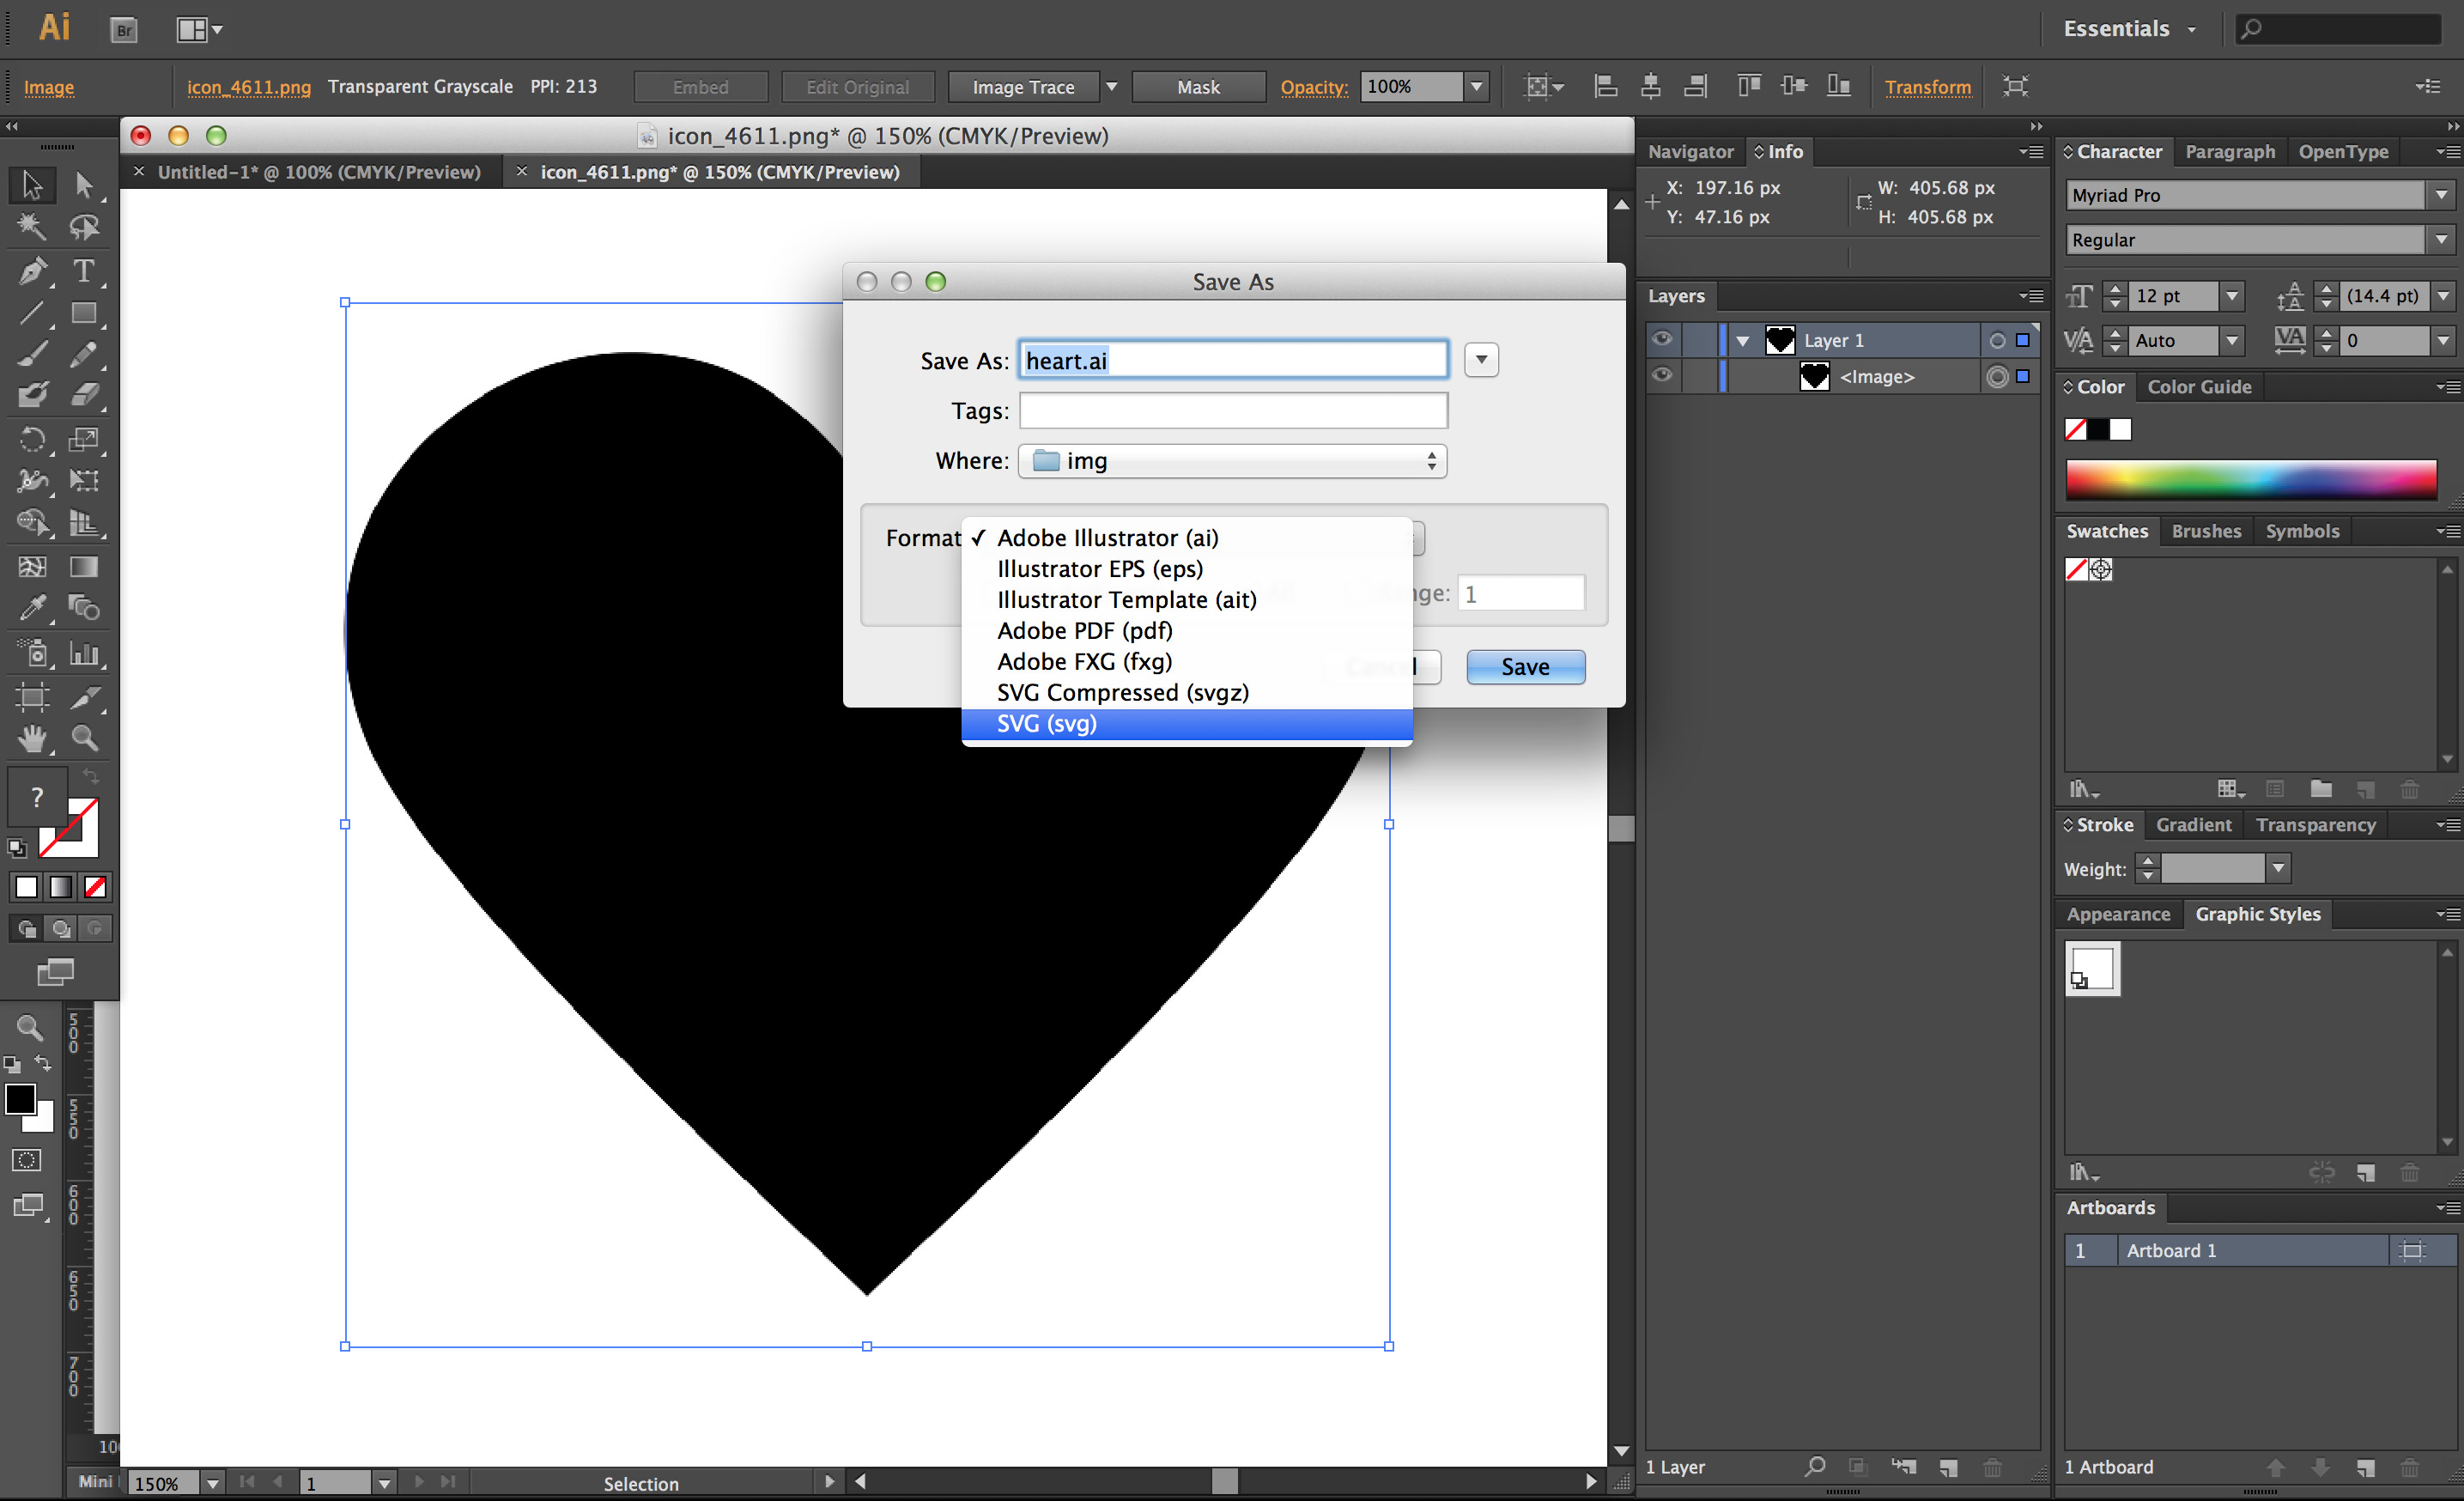 Ai Br Essentials
Image icon_4611.png Transparent Grayscale PPI: 213 Embed Edit Original Image Trace Mask Opacity: 100% Transform
icon_4611.png* @ 150% (CMYK/Preview)
× Untitled-1* @ 100% (CMYK/Preview) × icon_4611.png* @ 150% (CMYK/Preview)
Save As
Save As: heart.ai
Tags:
Where: img
Format ✓ Adobe Illustrator (ai)
Illustrator EPS (eps)
Illustrator Template (ait)
nge: 1
Adobe PDF (pdf)
Adobe FXG (fxg)
SVG Compressed (svgz)
SVG (svg)
Cancel Save
Navigator Info
X: 197.16 px W: 405.68 px
Y: 47.16 px H: 405.68 px
Layers
Layer 1
<Image>
1 Layer
Character Paragraph OpenType
Myriad Pro
Regular
12 pt (14.4 pt)
Auto 0
Color Color Guide
Swatches Brushes Symbols
Stroke Gradient Transparency
Weight:
Appearance Graphic Styles
Artboards
1 Artboard 1
1 Artboard
?
500
550
600
650
700
Mini 150% 1 Selection